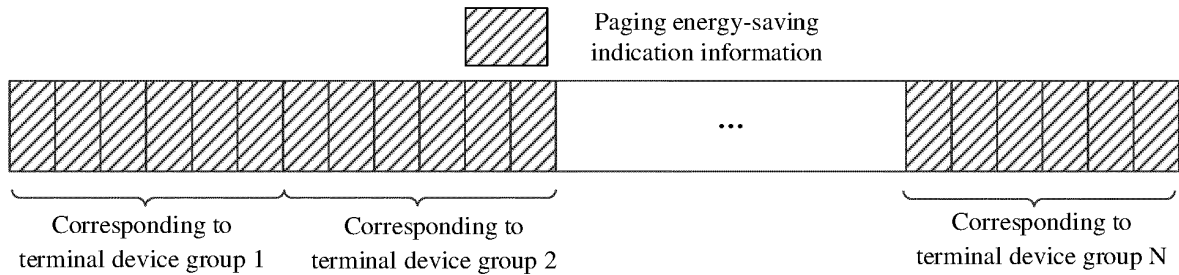 Paging energy-saving
indication information
...
Corresponding to
terminal device group 1
Corresponding to
terminal device group 2
Corresponding to
terminal device group N